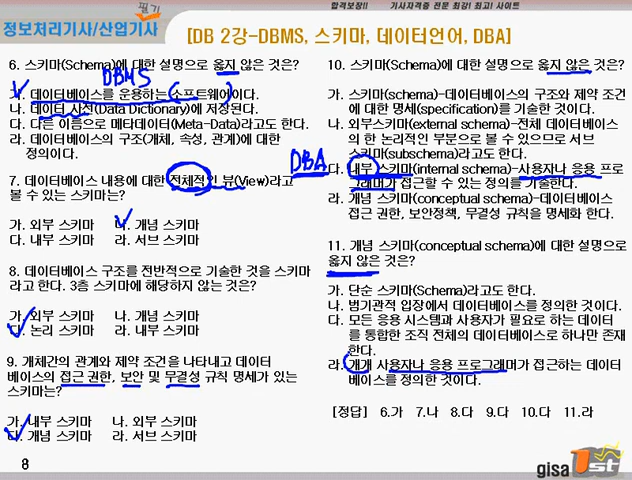 합격보장!! 기사자격증 전문 최강! 최고! 사이트
필기
정보처리기사/산업기사
[DB 2강-DBMS, 스키마, 데이터언어, DBA]
6. 스키마(Schema)에 대한 설명으로 옳지 않은 것은?
DBMS
가. 데이터베이스를 운용하는 소프트웨어이다.
나. 데이터 사전(Data Dictionary)에 저장된다.
다. 다른 이름으로 메타데이터(Meta-Data)라고도 한다.
라. 데이터베이스의 구조(개체, 속성, 관계)에 대한
정의이다.
7. 데이터베이스 내용에 대한 전체적인 뷰(View)라고
볼 수 있는 스키마는?
가. 외부 스키마 나. 개념 스키마
다. 내부 스키마 라. 서브 스키마
8. 데이터베이스 구조를 전반적으로 기술한 것을 스키마
라고 한다. 3층 스키마에 해당하지 않는 것은?
가. 외부 스키마 나. 개념 스키마
다. 논리 스키마 라. 내부 스키마
9. 개체간의 관계와 제약 조건을 나타내고 데이터
베이스의 접근 권한, 보안 및 무결성 규칙 명세가 있는
스키마는?
가. 내부 스키마 나. 외부 스키마
다. 개념 스키마 라. 서브 스키마
8
10. 스키마(Schema)에 대한 설명으로 옳지 않은 것은?
가. 스키마(schema)-데이터베이스의 구조와 제약 조건
에 대한 명세(specification)를 기술한 것이다.
나. 외부스키마(external schema)-전체 데이터베이스
의 한 논리적인 부분으로 볼 수 있으므로 서브
스키마(subschema)라고도 한다.
DBA
다. 내부 스키마(internal schema)-사용자나 응용 프로
그래머가 접근할 수 있는 정의를 기술한다.
라. 개념 스키마(conceptual schema)-데이터베이스
접근 권한, 보안정책, 무결성 규칙을 명세화 한다.
11. 개념 스키마(conceptual schema)에 대한 설명으로
옳지 않은 것은?
가. 단순 스키마(Schema)라고도 한다.
나. 범기관적 입장에서 데이터베이스를 정의한 것이다.
다. 모든 응용 시스템과 사용자가 필요로 하는 데이터
를 통합한 조직 전체의 데이터베이스로 하나만 존재
한다.
라. 개개 사용자나 응용 프로그래머가 접근하는 데이터
베이스를 정의한 것이다.
[정답] 6.가 7.나 8.다 9.다 10.다 11.라
gisa 1st